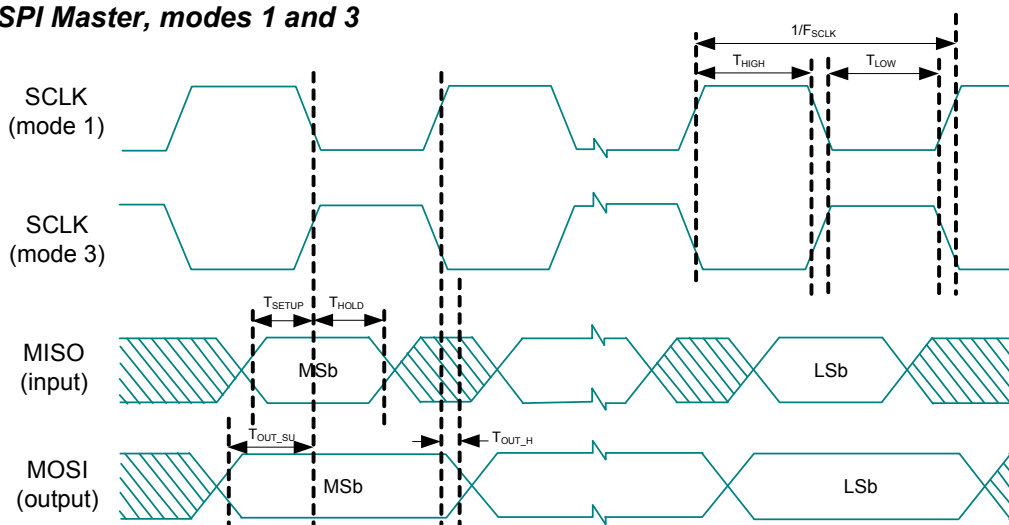 SPI Master, modes 1 and 3
1/FSCLK
THIGH
TLOW
SCLK
(mode 1)
SCLK
(mode 3)
TSETUP
THOLD
MISO
(input)
MSb
LSb
TOUT_SU
TOUT_H
MOSI
(output)
MSb
LSb